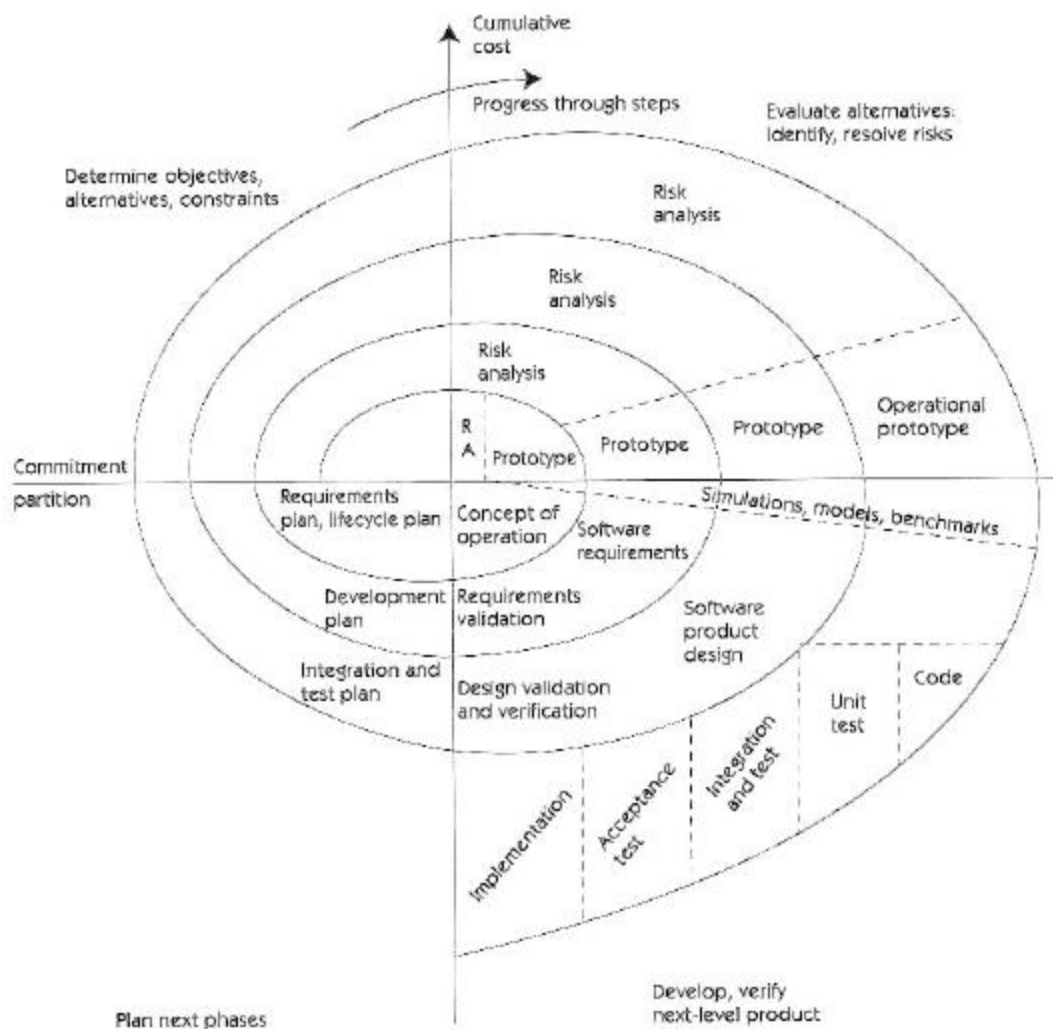 Cumulative
cost
Progress through steps
Evaluate alternatives:
Identify, resolve risks
Determine objectives,
alternatives, constraints
Risk
analysis
Risk
analysis
Risk
analysis
R
A
Prototype
Prototype
Prototype
Operational
prototype
Commitment
partition
Simulations, models, benchmarks
Requirements
plan, lifecycle plan
Concept of
operation
Software
requirements
Development
plan
Requirements
validation
Software
product
design
Integration and
test plan
Design validation
and verification
Code
Unit
test
Integration
and test
Acceptance
test
Implementation
Plan next phases
Develop, verify
next-level product